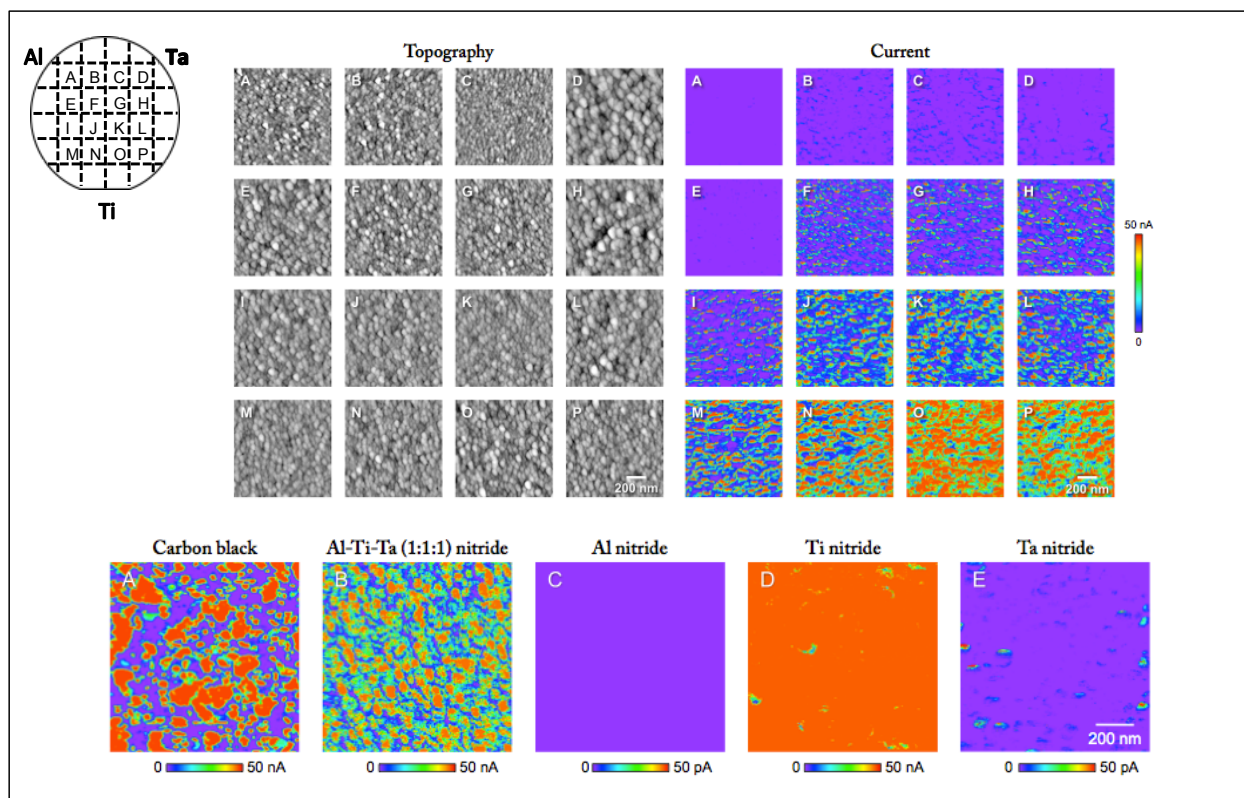 Al Ta
A B C D
E F G H
I J K L
M N O P
Ti
Topography
A B C D
E F G H
I J K L
M N O P
200 nm
Current
A B C D
E F G H
I J K L
M N O P
200 nm
50 nA
0
Carbon black
A
0 50 nA
Al-Ti-Ta (1:1:1) nitride
B
0 50 nA
Al nitride
C
0 50 pA
Ti nitride
D
0 50 nA
Ta nitride
E
200 nm
0 50 pA